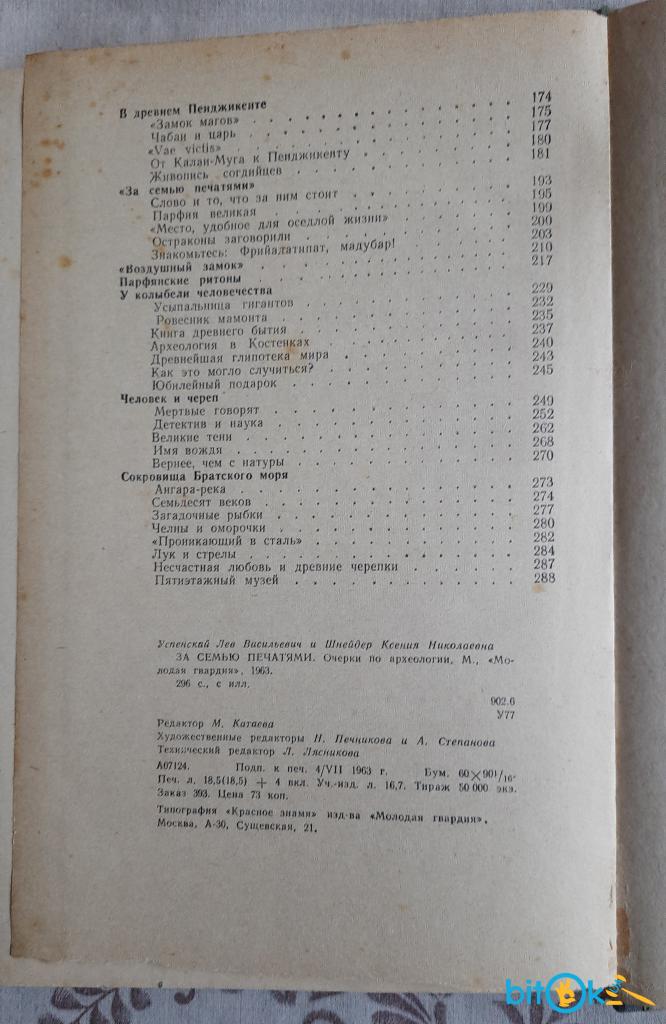 В древнем Пенджикенте
«Замок магов» . . . . . . . . . . 174
Чабан и царь . . . . . . . . . . 175
«Vae victis» . . . . . . . . . . 177
От Калаи-Муга к Пенджикенту . . . . . . 180
Живопись согдийцев . . . . . . . . . 181
«За семью печатями»
Слово и то, что за ним стоит . . . . . . 193
Парфия великая . . . . . . . . . 195
«Место, удобное для оседлой жизни» . . . . 199
Остраконы заговорили . . . . . . . . 200
Знакомьтесь: Фрийадатипат, мадубар! . . . . 203
«Воздушный замок» . . . . . . . . . 210
Парфянские ритоны . . . . . . . . . 217
У колыбели человечества
Усыпальница гигантов . . . . . . . . 229
Ровесник мамонта . . . . . . . . . 232
Книга древнего бытия . . . . . . . . 235
Археология в Костенках . . . . . . . 237
Древнейшая глипотека мира . . . . . . . 240
Как это могло случиться? . . . . . . . 243
Юбилейный подарок . . . . . . . . . 245
Человек и череп
Мертвые говорят . . . . . . . . . 249
Детектив и наука . . . . . . . . . 252
Великие тени . . . . . . . . . . 262
Имя вождя . . . . . . . . . . . 268
Вернее, чем с натуры . . . . . . . . 270
Сокровища Братского моря
Ангара-река . . . . . . . . . . 273
Семьдесят веков . . . . . . . . . 274
Загадочные рыбки . . . . . . . . . 277
Челны и оморочки . . . . . . . . . 280
«Проникающий в сталь» . . . . . . . . 282
Лук и стрелы . . . . . . . . . . 284
Несчастная любовь и древние черепки . . . . 287
Пятиэтажный музей . . . . . . . . . 288
Успенский Лев Васильевич и Шнейдер Ксения Николаевна
ЗА СЕМЬЮ ПЕЧАТЯМИ. Очерки по археологии, М., «Мо-
лодая гвардия», 1963.
296 с., с илл.
902.6
У77
Редактор М. Катаева
Художественные редакторы Н. Печникова и А. Степанова
Технический редактор Л. Лясникова
А07124. Подп. к печ. 4/VII 1963 г. Бум. 60×901/16.
Печ. л. 18,5(18,5) + 4 вкл. Уч.-изд. л. 16,7. Тираж 50 000 экз.
Заказ 393. Цена 73 коп.
Типография «Красное знамя» изд-ва «Молодая гвардия».
Москва, А-30, Сущевская, 21.
bitOk